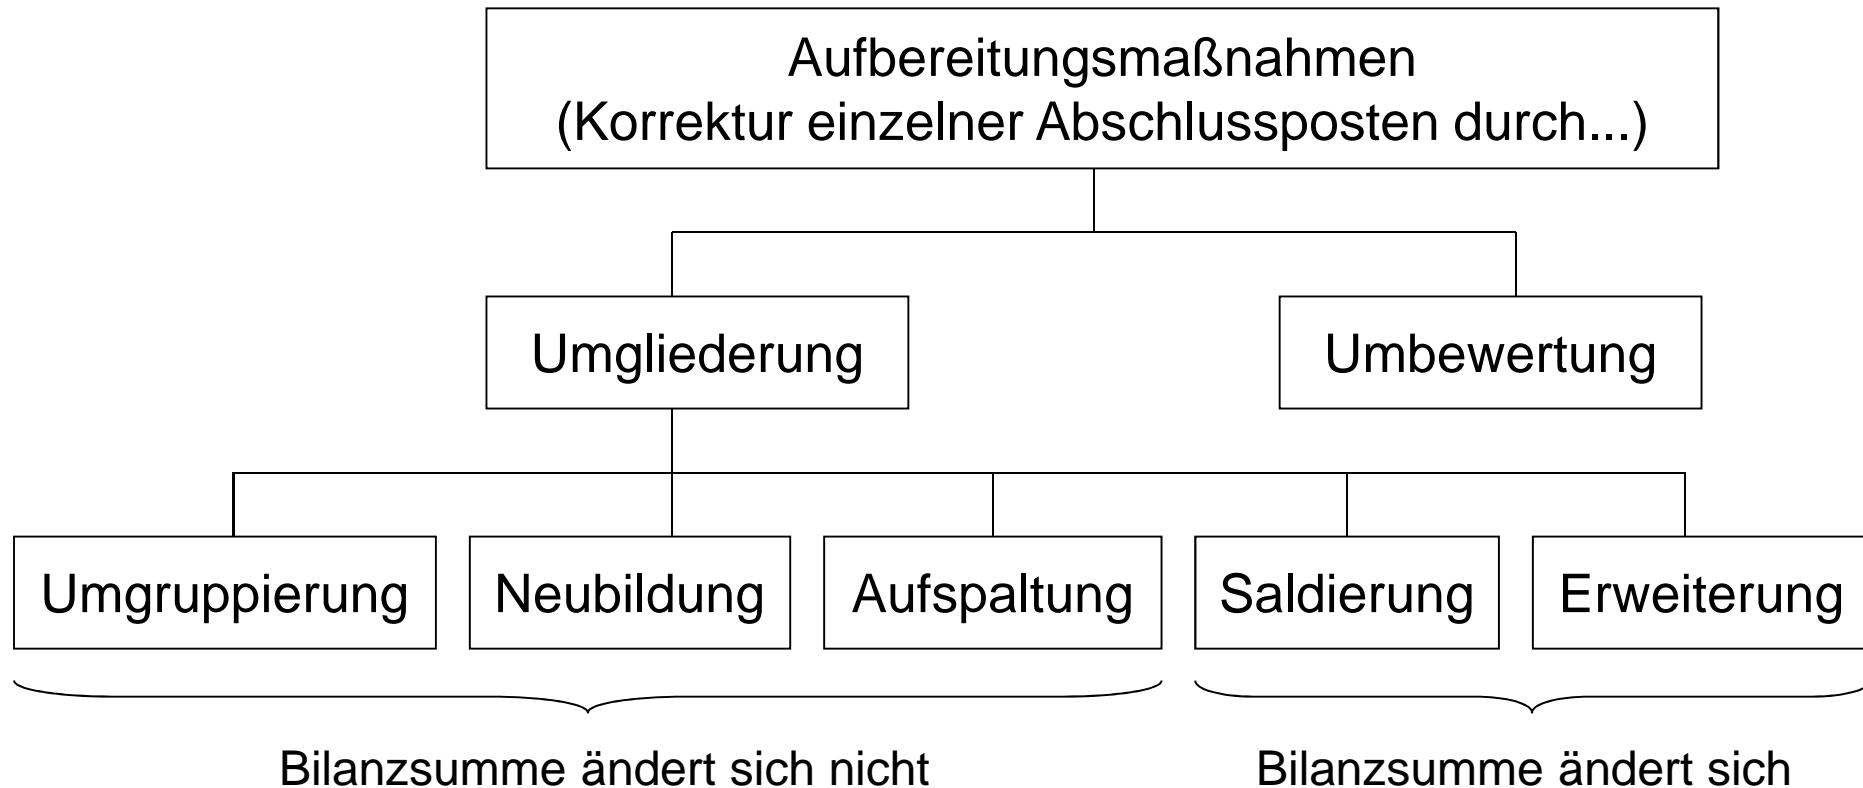 Aufbereitungsmaßnahmen
(Korrektur einzelner Abschlussposten durch...)
Umgliederung
Umbewertung
Umgruppierung
Neubildung
Aufspaltung
Saldierung
Erweiterung
Bilanzsumme ändert sich nicht
Bilanzsumme ändert sich